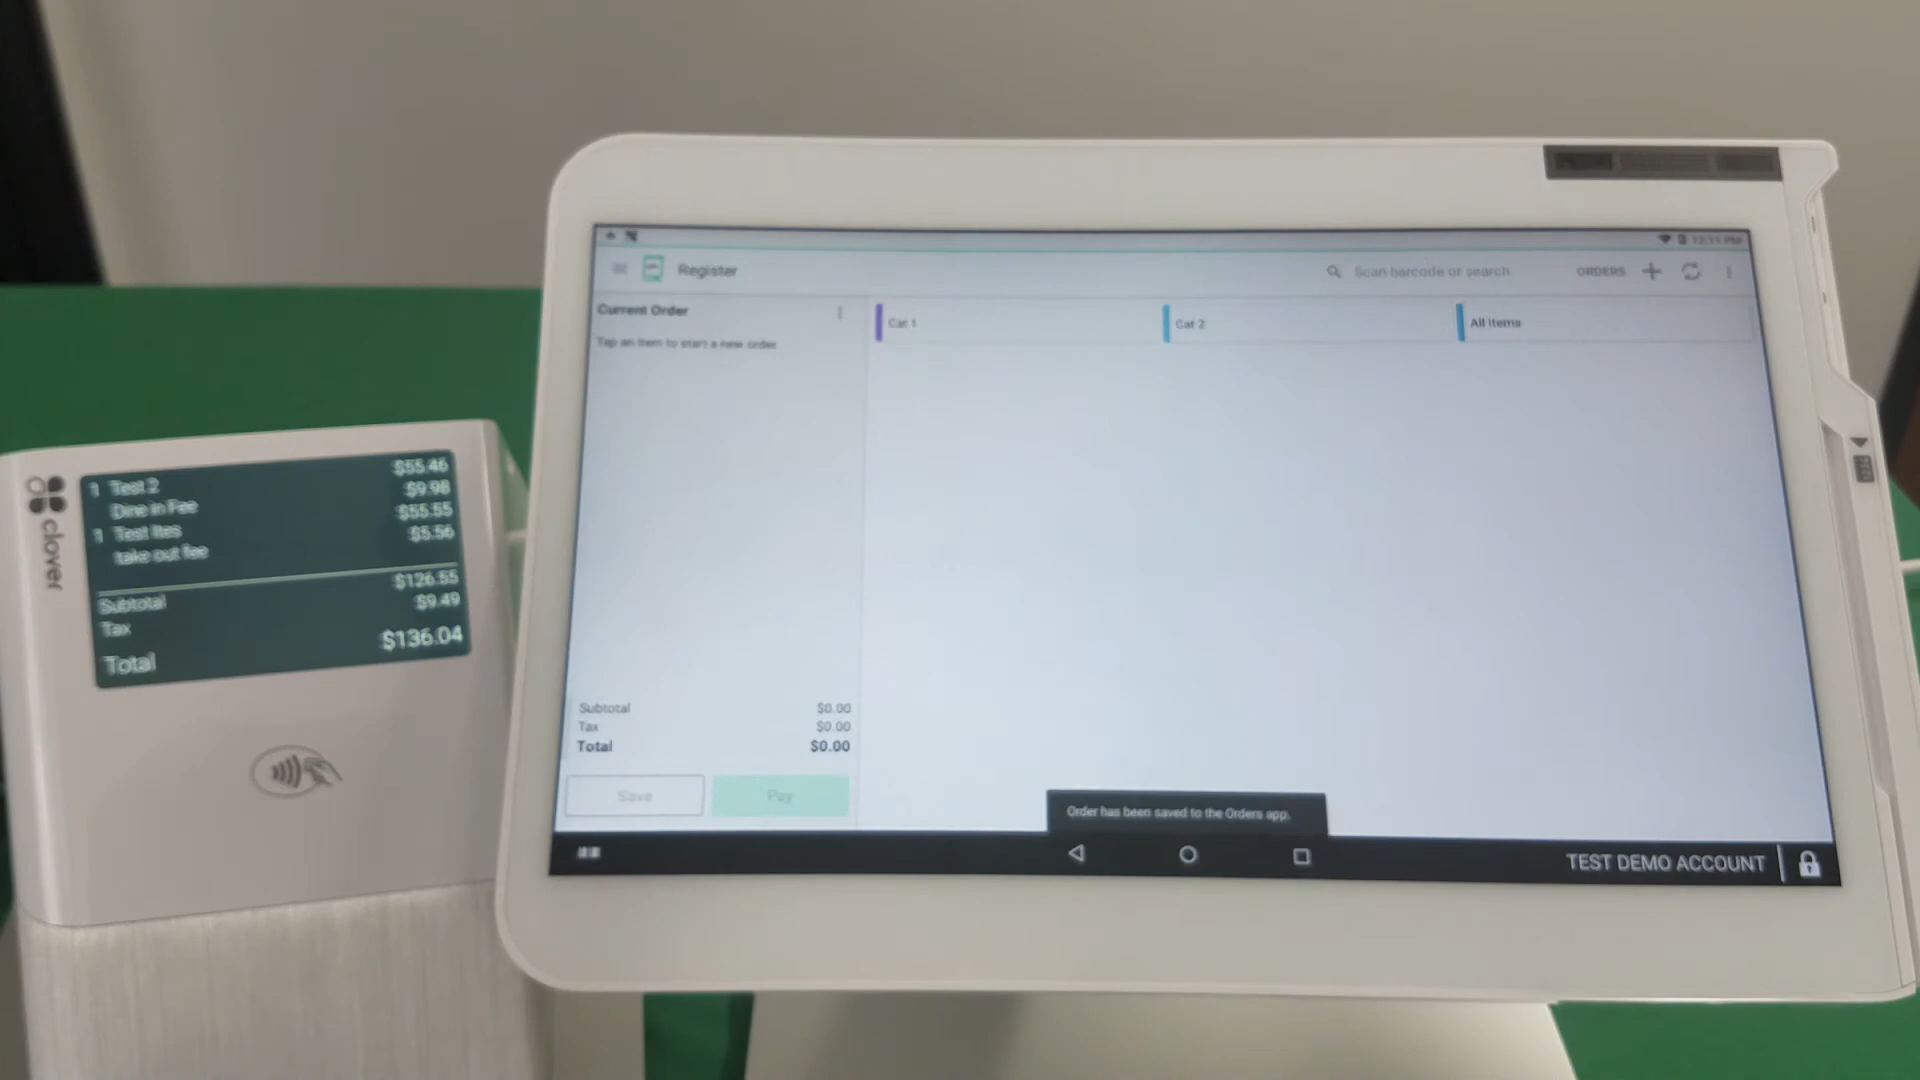 clover
1 Test 2 $55.46
Dine in Fee $9.98
1 Test Ites $55.55
take out fee $5.56
Subtotal $126.55
Tax $9.49
Total $136.04
12:11 PM
Register
Scan barcode or search
ORDERS
Current Order
Tap an item to start a new order.
Cat 1
Cat 2
All Items
Subtotal $0.00
Tax $0.00
Total $0.00
Save
Pay
Order has been saved to the Orders app.
TEST DEMO ACCOUNT